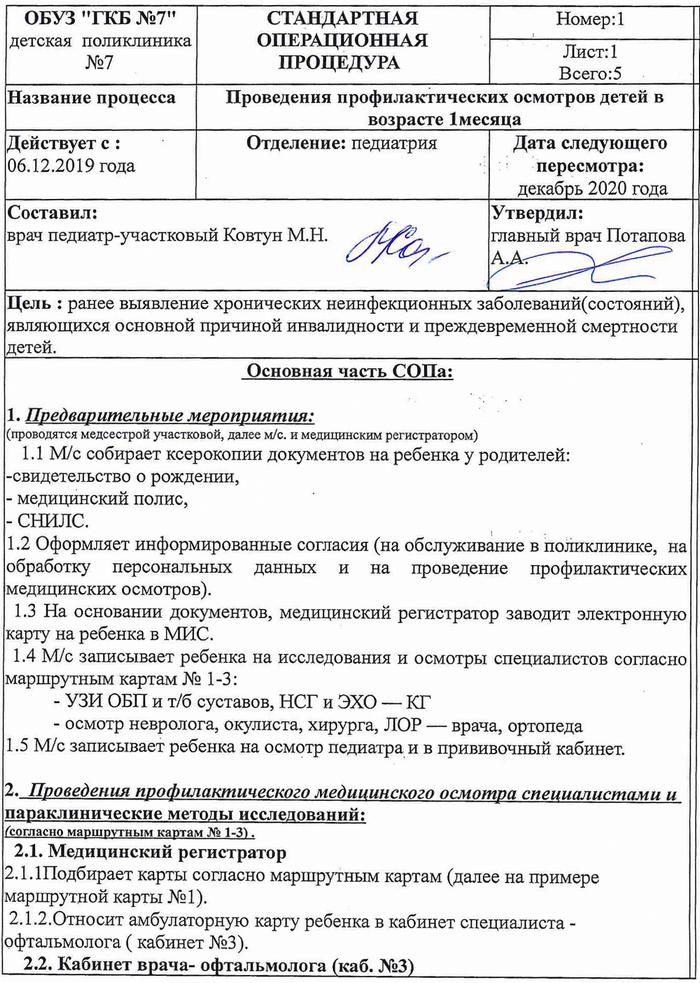 ОБУЗ "ГКБ №7"
детская поликлиника
№7
СТАНДАРТНАЯ
ОПЕРАЦИОННАЯ
ПРОЦЕДУРА
Номер:1
Лист:1
Всего:5
Название процесса
Проведения профилактических осмотров детей в
возрасте 1месяца
Действует с :
06.12.2019 года
Отделение: педиатрия
Дата следующего
пересмотра:
декабрь 2020 года
Составил:
врач педиатр-участковый Ковтун М.Н.
Утвердил:
главный врач Потапова
А.А.
Цель : ранее выявление хронических неинфекционных заболеваний(состояний),
являющихся основной причиной инвалидности и преждевременной смертности
детей.
Основная часть СОПа:
1. Предварительные мероприятия:
(проводятся медсестрой участковой, далее м/с. и медицинским регистратором)
1.1 М/с собирает ксерокопии документов на ребенка у родителей:
-свидетельство о рождении,
- медицинский полис,
- СНИЛС.
1.2 Оформляет информированные согласия (на обслуживание в поликлинике, на
обработку персональных данных и на проведение профилактических
медицинских осмотров).
1.3 На основании документов, медицинский регистратор заводит электронную
карту на ребенка в МИС.
1.4 М/с записывает ребенка на исследования и осмотры специалистов согласно
маршрутным картам № 1-3:
- УЗИ ОБП и т/б суставов, НСГ и ЭХО — КГ
- осмотр невролога, окулиста, хирурга, ЛОР — врача, ортопеда
1.5 М/с записывает ребенка на осмотр педиатра и в прививочный кабинет.
2. Проведения профилактического медицинского осмотра специалистами и
параклинические методы исследований:
(согласно маршрутным картам № 1-3) .
2.1. Медицинский регистратор
2.1.1Подбирает карты согласно маршрутным картам (далее на примере
маршрутной карты №1).
2.1.2.Относит амбулаторную карту ребенка в кабинет специалиста -
офтальмолога ( кабинет №3).
2.2. Кабинет врача- офтальмолога (каб. №3)